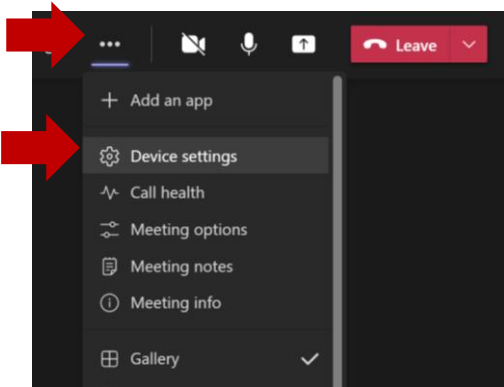 Leave
Add an app
Device settings
Call health
Meeting options
Meeting notes
Meeting info
Gallery